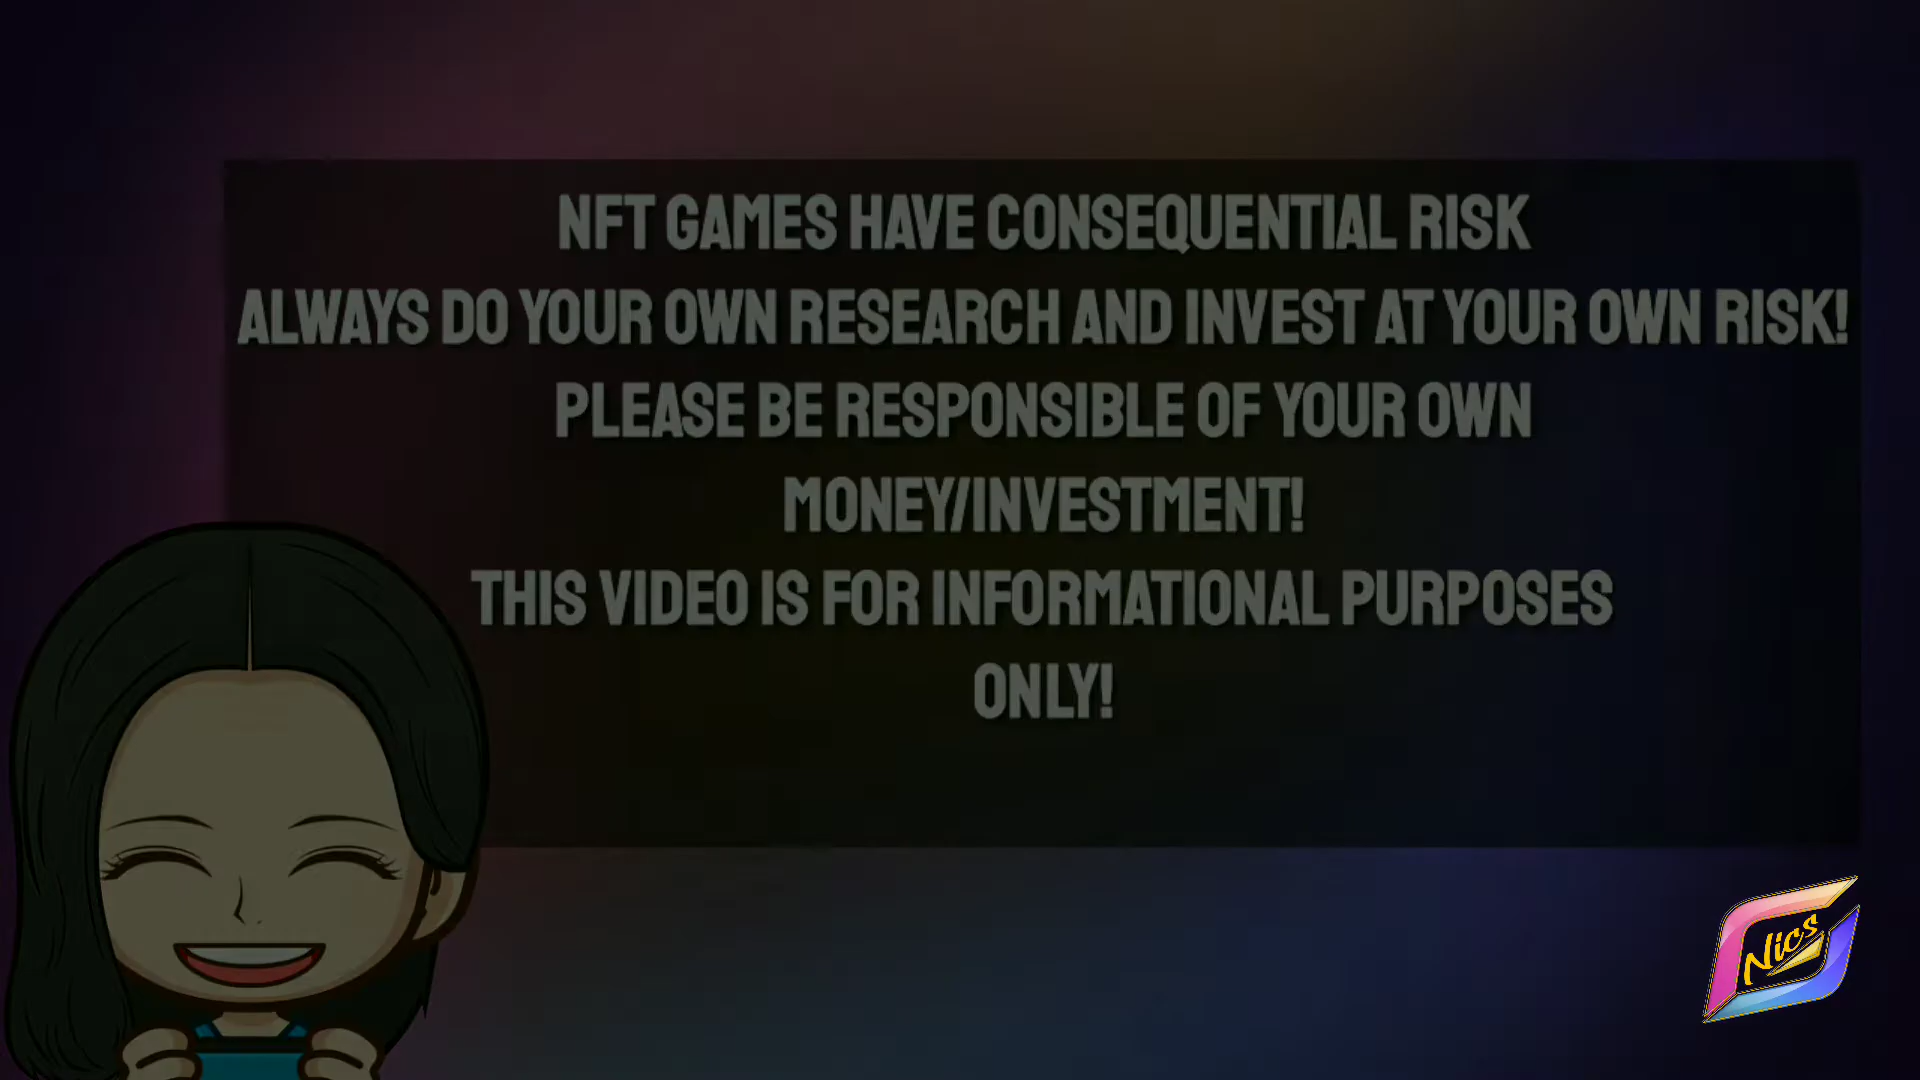 NFT GAMES HAVE CONSEQUENTIAL RISK
ALWAYS DO YOUR OWN RESEARCH AND INVEST AT YOUR OWN RISK!
PLEASE BE RESPONSIBLE OF YOUR OWN
MONEY/INVESTMENT!
THIS VIDEO IS FOR INFORMATIONAL PURPOSES
ONLY!
Nics